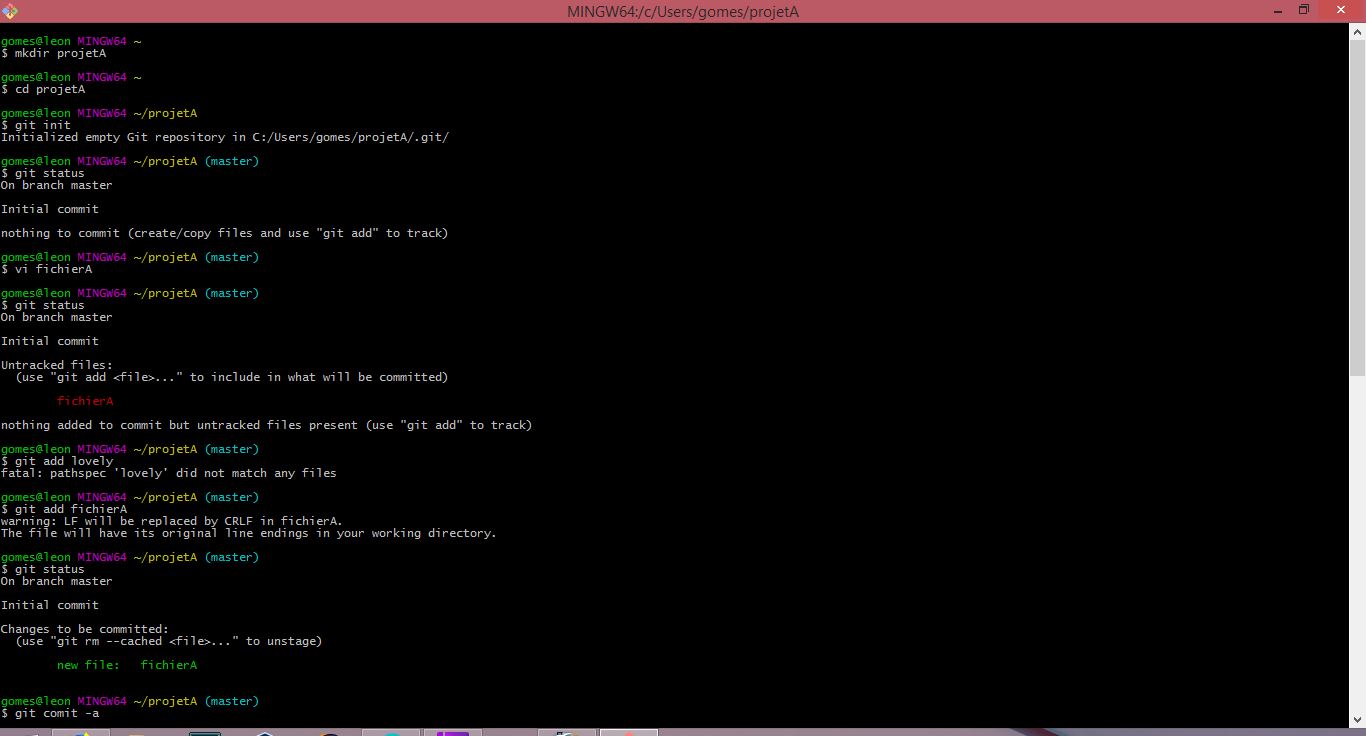 MINGW64:/c/Users/gomes/projetA
gomes@leon MINGW64 ~
$ mkdir projetA
gomes@leon MINGW64 ~
$ cd projetA
gomes@leon MINGW64 ~/projetA
$ git init
Initialized empty Git repository in C:/Users/gomes/projetA/.git/
gomes@leon MINGW64 ~/projetA (master)
$ git status
On branch master
Initial commit
nothing to commit (create/copy files and use "git add" to track)
gomes@leon MINGW64 ~/projetA (master)
$ vi fichierA
gomes@leon MINGW64 ~/projetA (master)
$ git status
On branch master
Initial commit
Untracked files:
  (use "git add <file>..." to include in what will be committed)
        fichierA
nothing added to commit but untracked files present (use "git add" to track)
gomes@leon MINGW64 ~/projetA (master)
$ git add lovely
fatal: pathspec 'lovely' did not match any files
gomes@leon MINGW64 ~/projetA (master)
$ git add fichierA
warning: LF will be replaced by CRLF in fichierA.
The file will have its original line endings in your working directory.
gomes@leon MINGW64 ~/projetA (master)
$ git status
On branch master
Initial commit
Changes to be committed:
  (use "git rm --cached <file>..." to unstage)
        new file:   fichierA
gomes@leon MINGW64 ~/projetA (master)
$ git comit -a